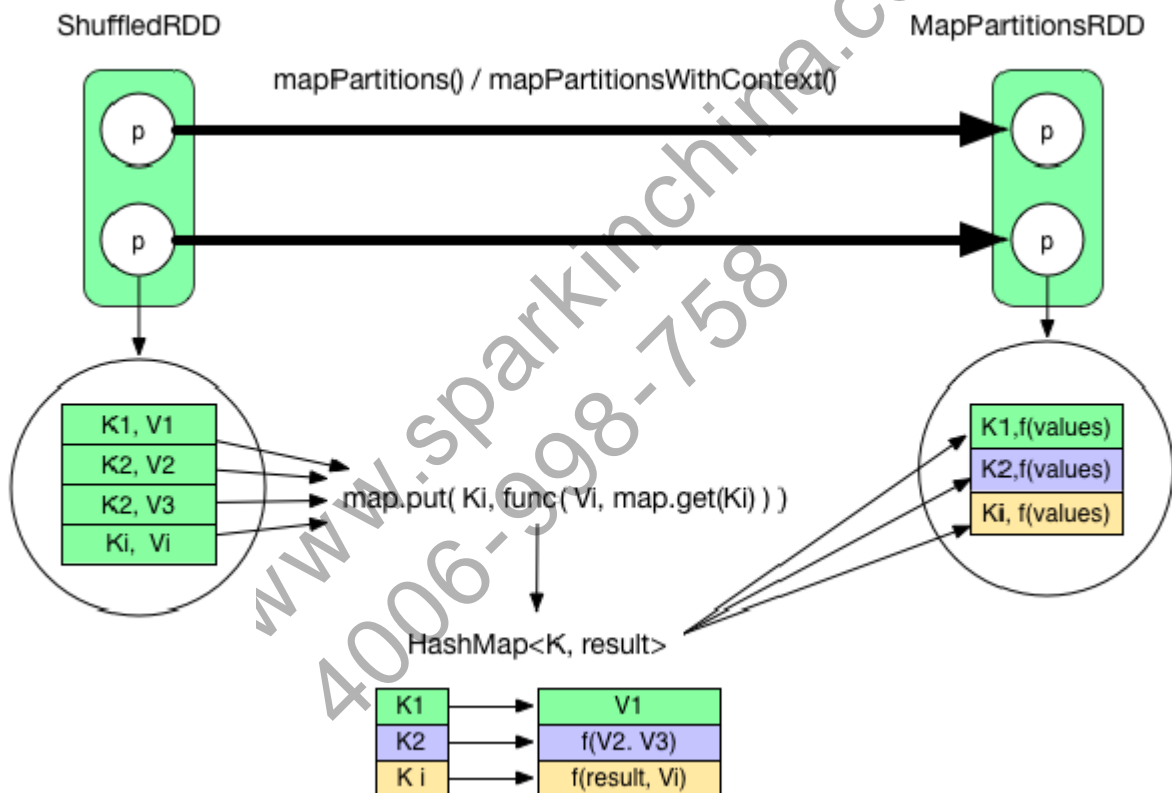 ShuffledRDD
MapPartitionsRDD
mapPartitions() / mapPartitionsWithContext()
p
p
p
p
K1, V1
K2, V2
K2, V3
Ki, Vi
map.put( Ki, func( Vi, map.get(Ki) ) )
K1,f(values)
K2,f(values)
Ki, f(values)
HashMap<K, result>
K1
V1
K2
f(V2. V3)
K i
f(result, Vi)
www.sparkinchina.c
4006-998-758